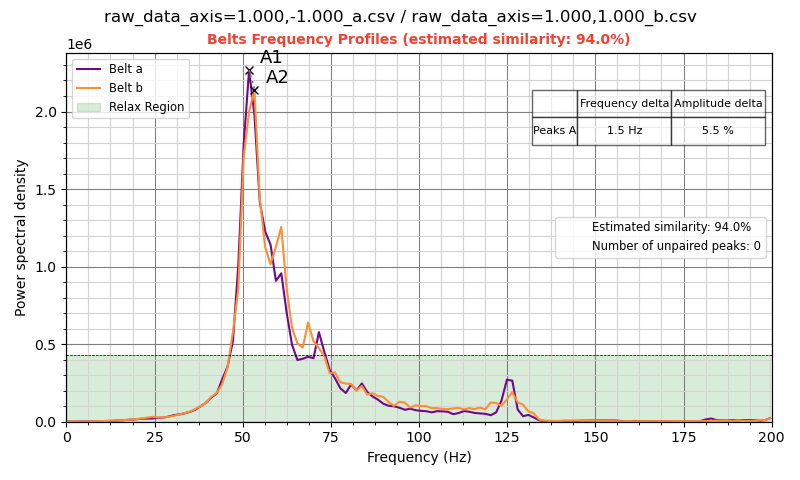 raw_data_axis=1.000,-1.000_a.csv / raw_data_axis=1.000,1.000_b.csv
Belts Frequency Profiles (estimated similarity: 94.0%)
1e6
A1
A2
Belt a
Belt b
Relax Region
Frequency delta Amplitude delta
Peaks A 1.5 Hz 5.5 %
Estimated similarity: 94.0%
Number of unpaired peaks: 0
Power spectral density
2.0
1.5
1.0
0.5
0.0
0 25 50 75 100 125 150 175 200
Frequency (Hz)